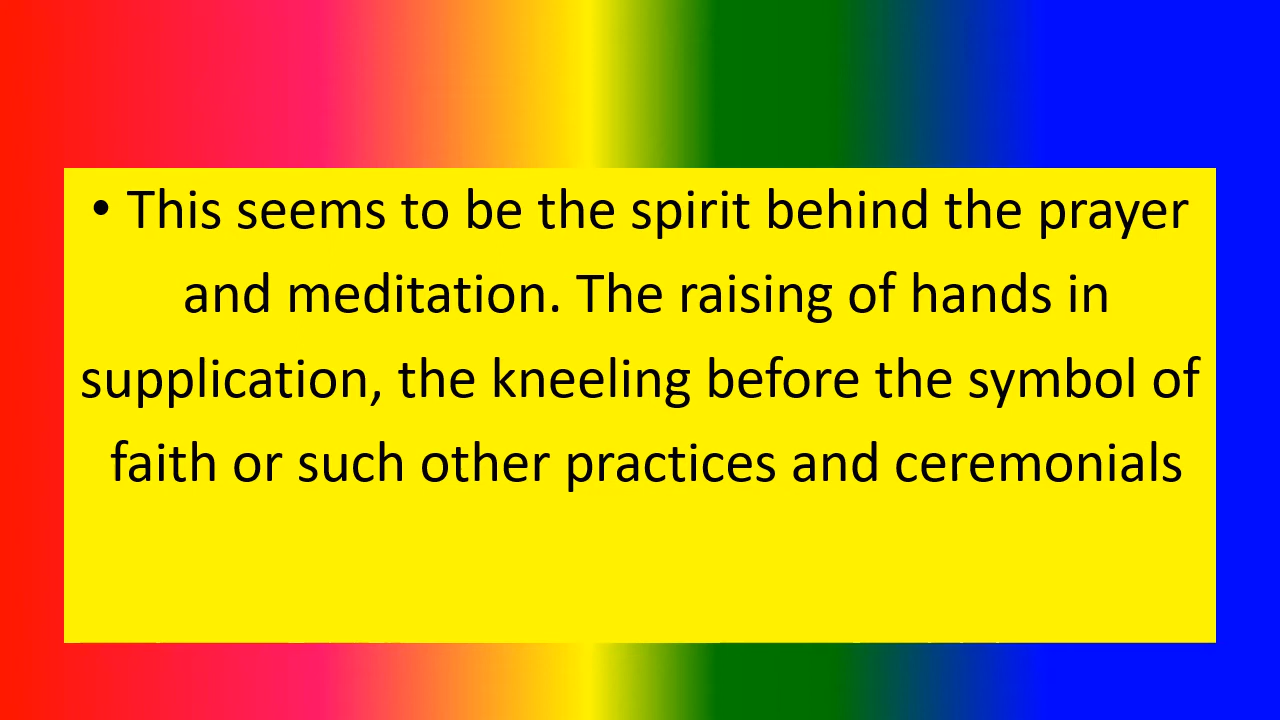 • This seems to be the spirit behind the prayer
and meditation. The raising of hands in
supplication, the kneeling before the symbol of
faith or such other practices and ceremonials